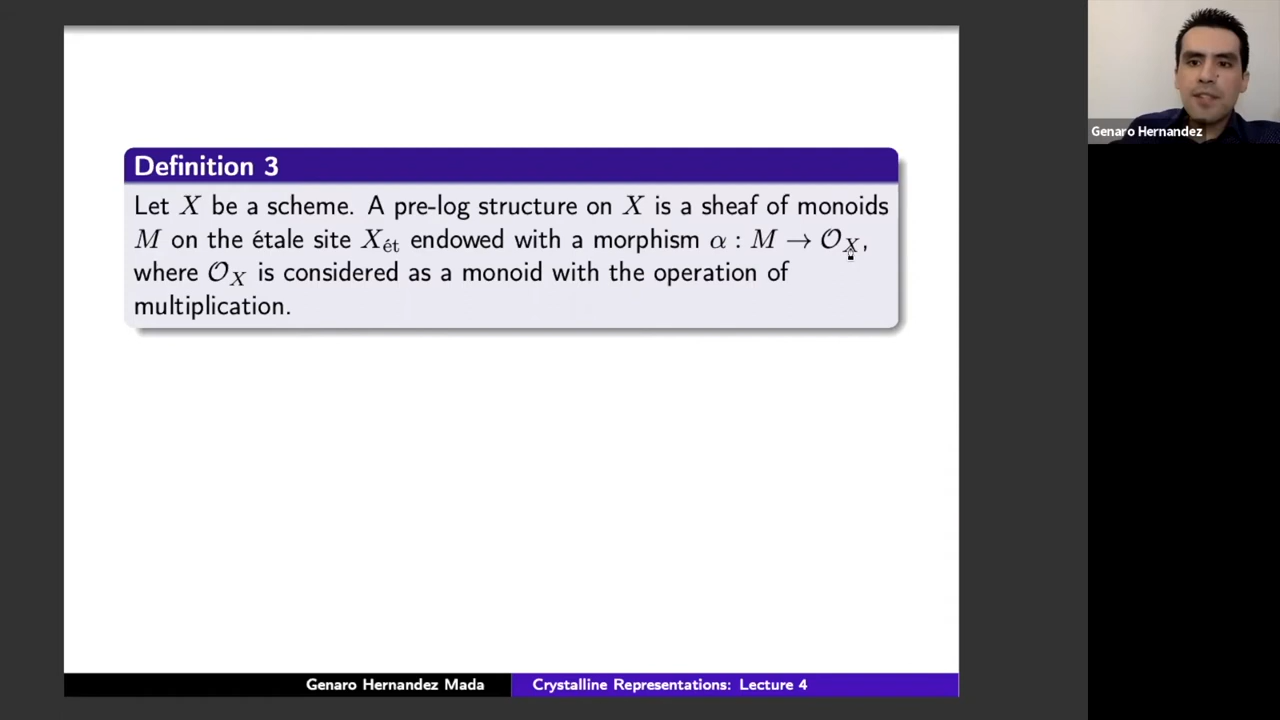 Definition 3
Let X be a scheme. A pre-log structure on X is a sheaf of monoids
M on the étale site X_ét endowed with a morphism α : M → 𝒪_X,
where 𝒪_X is considered as a monoid with the operation of
multiplication.
Genaro Hernandez Mada
Crystalline Representations: Lecture 4
Genaro Hernandez